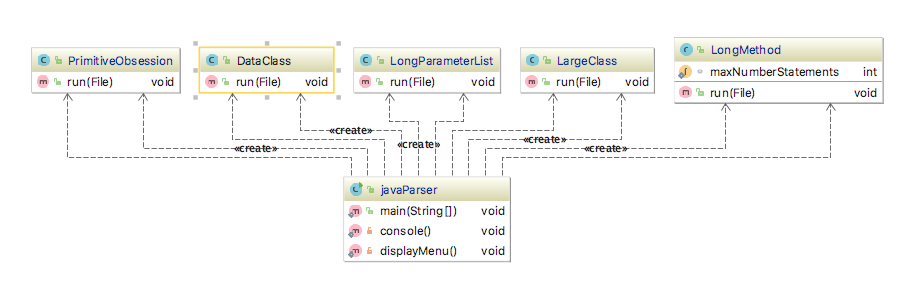 PrimitiveObsession
run(File) void
DataClass
run(File) void
LongParameterList
run(File) void
LargeClass
run(File) void
LongMethod
maxNumberStatements int
run(File) void
«create»
«create»
«create»
«create»
«create»
javaParser
main(String[]) void
console() void
displayMenu() void